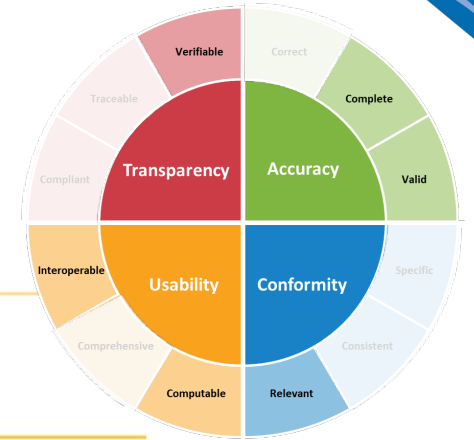 Verifiable
Correct
Traceable
Complete
Compliant
Transparency
Accuracy
Valid
Interoperable
Usability
Conformity
Specific
Comprehensive
Consistent
Computable
Relevant